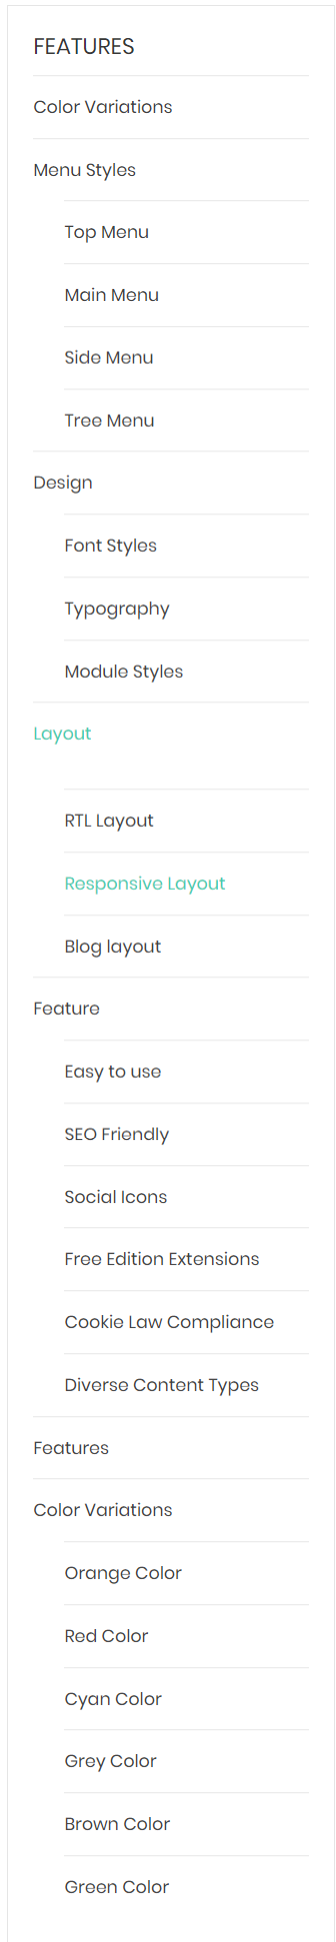 FEATURES
Color Variations
Menu Styles
Top Menu
Main Menu
Side Menu
Tree Menu
Design
Font Styles
Typography
Module Styles
Layout
RTL Layout
Responsive Layout
Blog layout
Feature
Easy to use
SEO Friendly
Social Icons
Free Edition Extensions
Cookie Law Compliance
Diverse Content Types
Features
Color Variations
Orange Color
Red Color
Cyan Color
Grey Color
Brown Color
Green Color